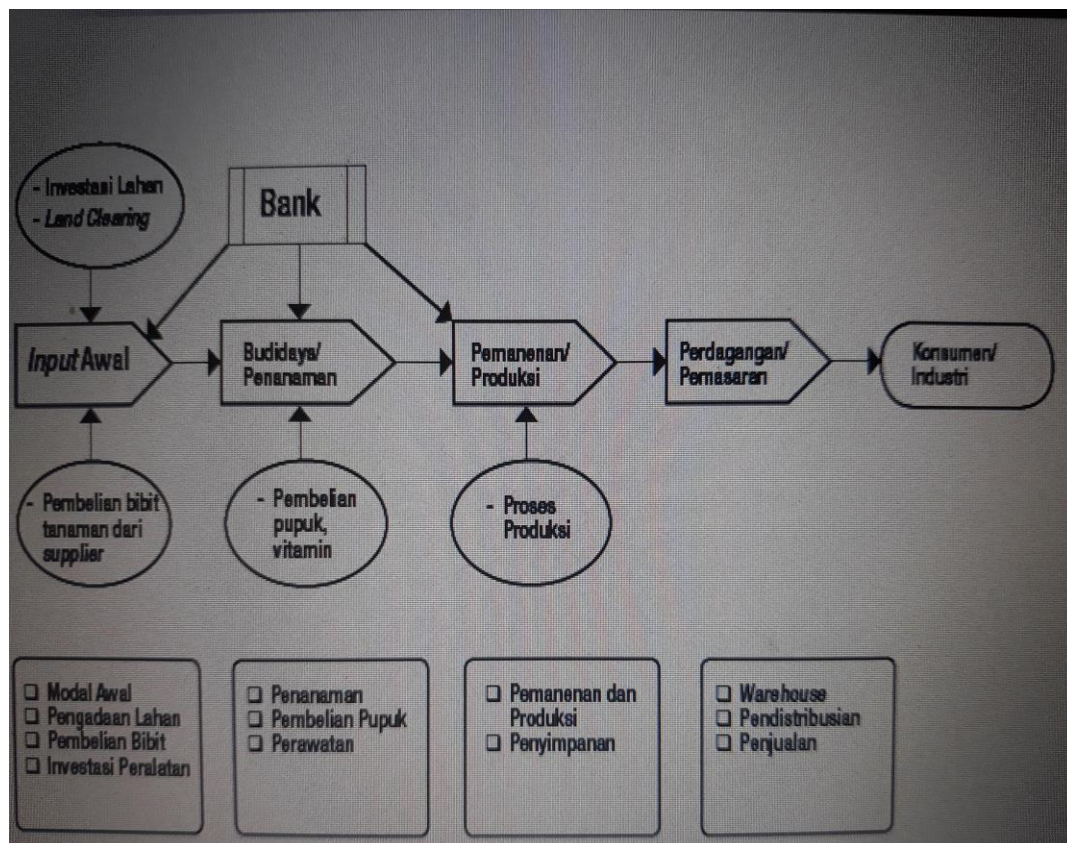 - Investasi Lahan
- Land Clearing
Bank
Input Awal
Budidaya/
Penanaman
Pemanenan/
Produksi
Perdagangan/
Pemasaran
Konsumen/
Industri
- Pembelian bibit
tanaman dari
supplier
- Pembelian
pupuk,
vitamin
- Proses
Produksi
❑ Modal Awal
❑ Pengadaan Lahan
❑ Pembelian Bibit
❑ Investasi Peralatan
❑ Penanaman
❑ Pembelian Pupuk
❑ Perawatan
❑ Pemanenan dan
Produksi
❑ Penyimpanan
❑ Warehouse
❑ Pendistribusian
❑ Penjualan